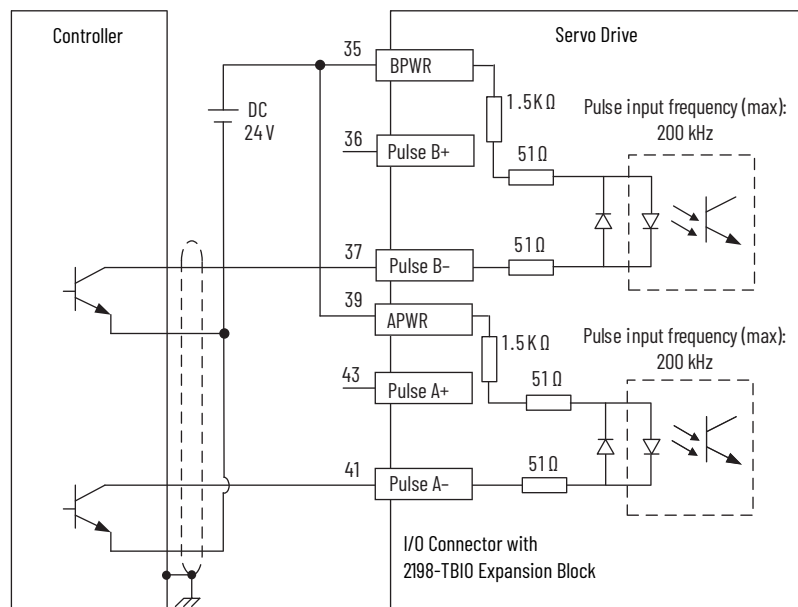 Controller
Servo Drive
35
BPWR
1.5K Ω
Pulse input frequency (max):
200 kHz
DC
24 V
36
Pulse B+
51 Ω
37
Pulse B-
51 Ω
39
APWR
1.5K Ω
Pulse input frequency (max):
200 kHz
43
Pulse A+
51 Ω
41
Pulse A-
51 Ω
I/O Connector with
2198-TBIO Expansion Block